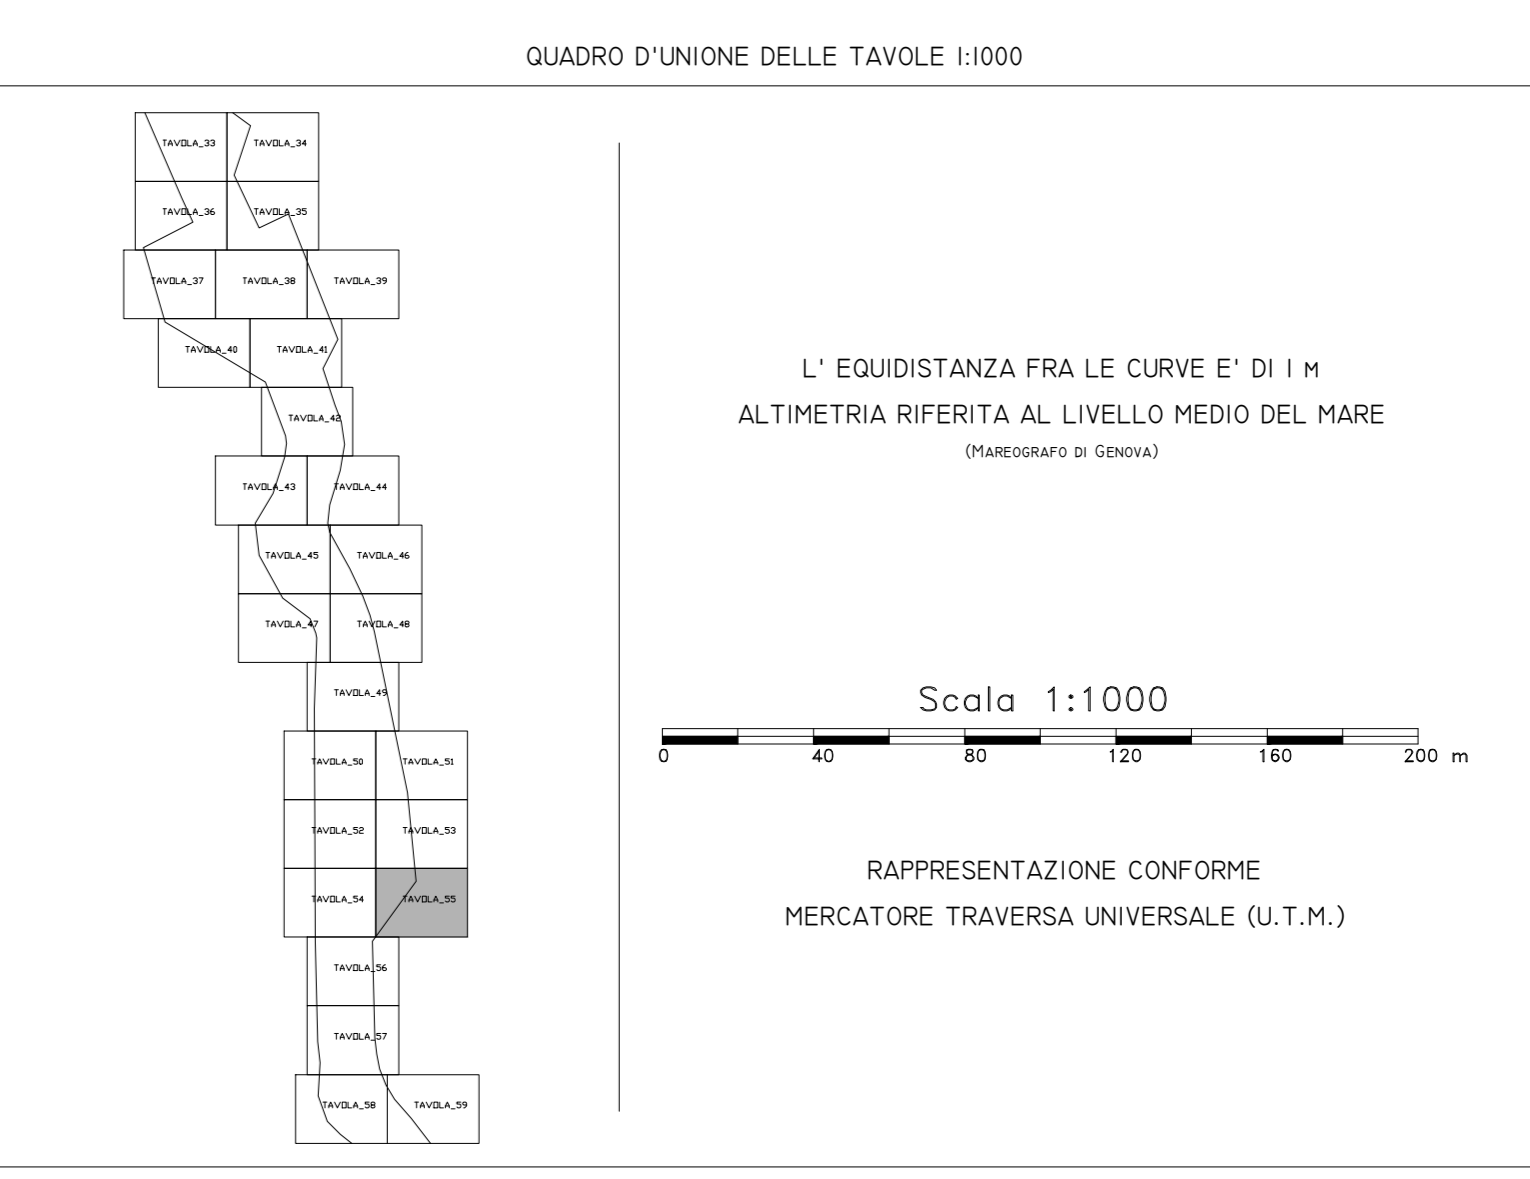 QUADRO D'UNIONE DELLE TAVOLE 1:1000
TAVOLA_33 TAVOLA_34
TAVOLA_36 TAVOLA_35
TAVOLA_37 TAVOLA_38 TAVOLA_39
TAVOLA_40 TAVOLA_41
TAVOLA_42
TAVOLA_43 TAVOLA_44
TAVOLA_45 TAVOLA_46
TAVOLA_47 TAVOLA_48
TAVOLA_49
TAVOLA_50 TAVOLA_51
TAVOLA_52 TAVOLA_53
TAVOLA_54 TAVOLA_55
TAVOLA_56
TAVOLA_57
TAVOLA_58 TAVOLA_59
L' EQUIDISTANZA FRA LE CURVE E' DI 1 M
ALTIMETRIA RIFERITA AL LIVELLO MEDIO DEL MARE
(MAREOGRAFO DI GENOVA)
Scala 1:1000
0 40 80 120 160 200 m
RAPPRESENTAZIONE CONFORME
MERCATORE TRAVERSA UNIVERSALE (U.T.M.)